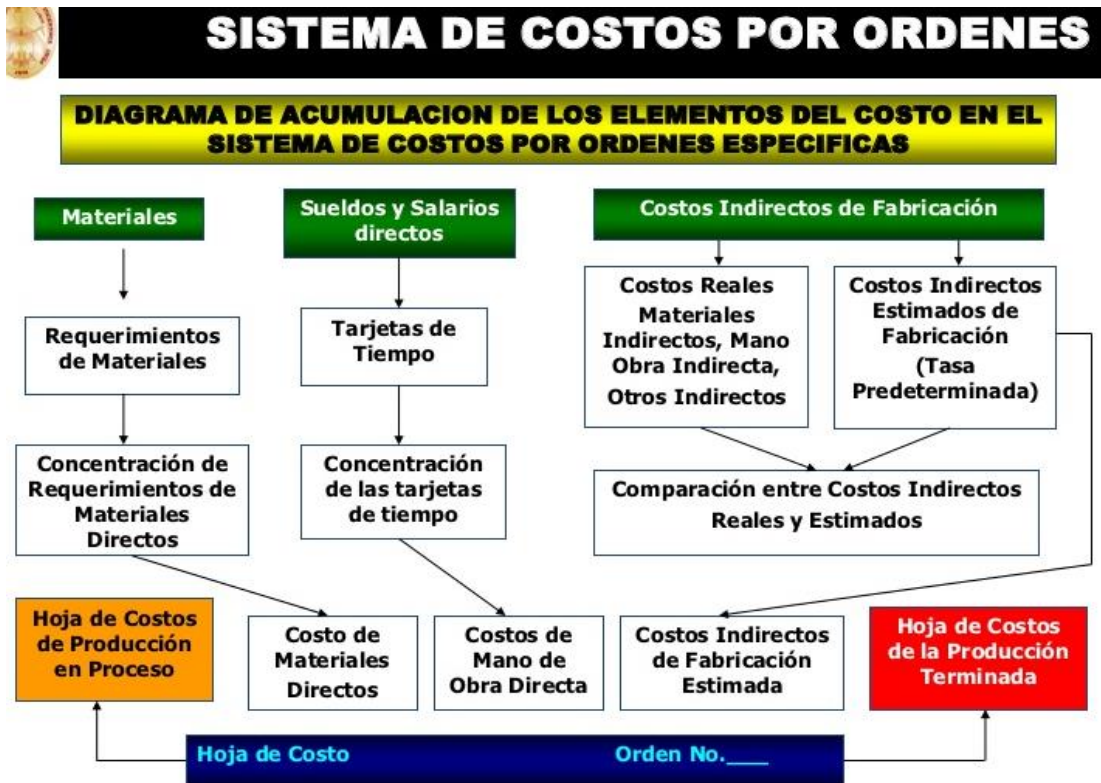 SISTEMA DE COSTOS POR ORDENES
DIAGRAMA DE ACUMULACION DE LOS ELEMENTOS DEL COSTO EN EL
SISTEMA DE COSTOS POR ORDENES ESPECIFICAS
Materiales
Sueldos y Salarios
directos
Costos Indirectos de Fabricación
Requerimientos
de Materiales
Tarjetas de
Tiempo
Costos Reales
Materiales
Indirectos, Mano
Obra Indirecta,
Otros Indirectos
Costos Indirectos
Estimados de
Fabricación
(Tasa
Predeterminada)
Concentración de
Requerimientos de
Materiales
Directos
Concentración
de las tarjetas
de tiempo
Comparación entre Costos Indirectos
Reales y Estimados
Hoja de Costos
de Producción
en Proceso
Costo de
Materiales
Directos
Costos de
Mano de
Obra Directa
Costos Indirectos
de Fabricación
Estimada
Hoja de Costos
de la Producción
Terminada
Hoja de Costo Orden No.____